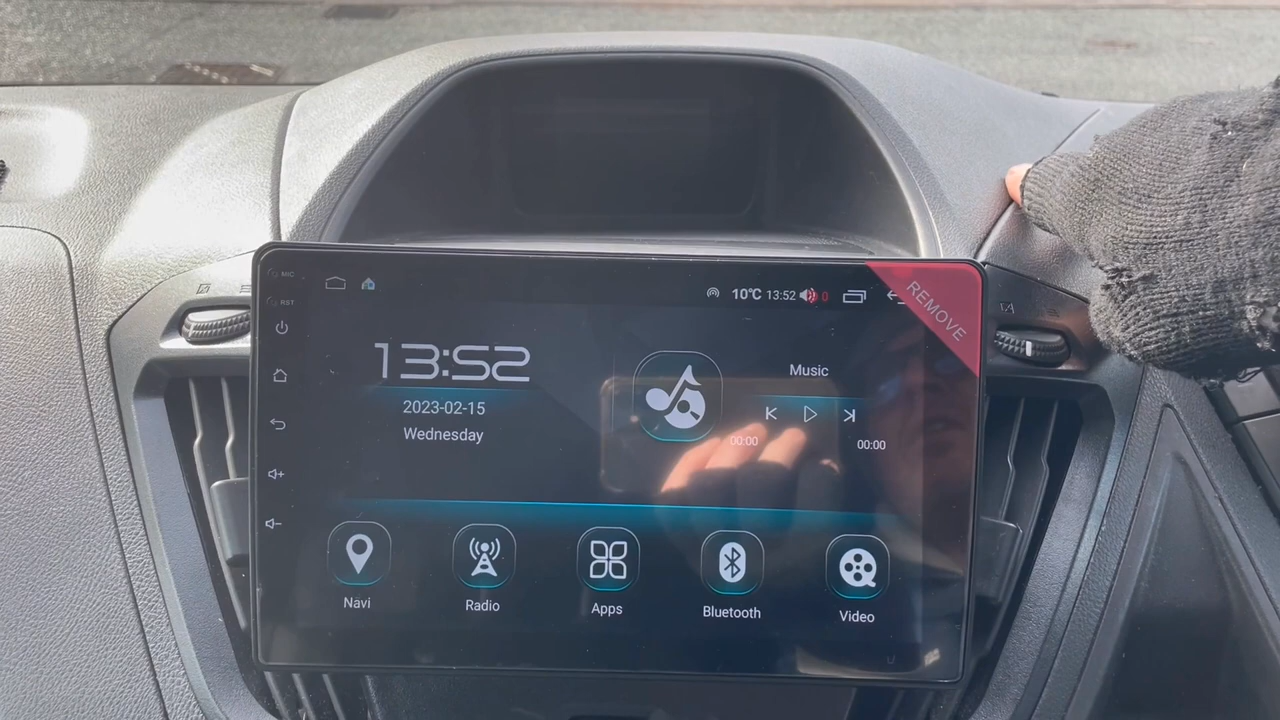 MIC
RST
10°C 13:52 0
REMOVE
13:52
2023-02-15
Wednesday
Music
00:00
00:00
Navi
Radio
Apps
Bluetooth
Video